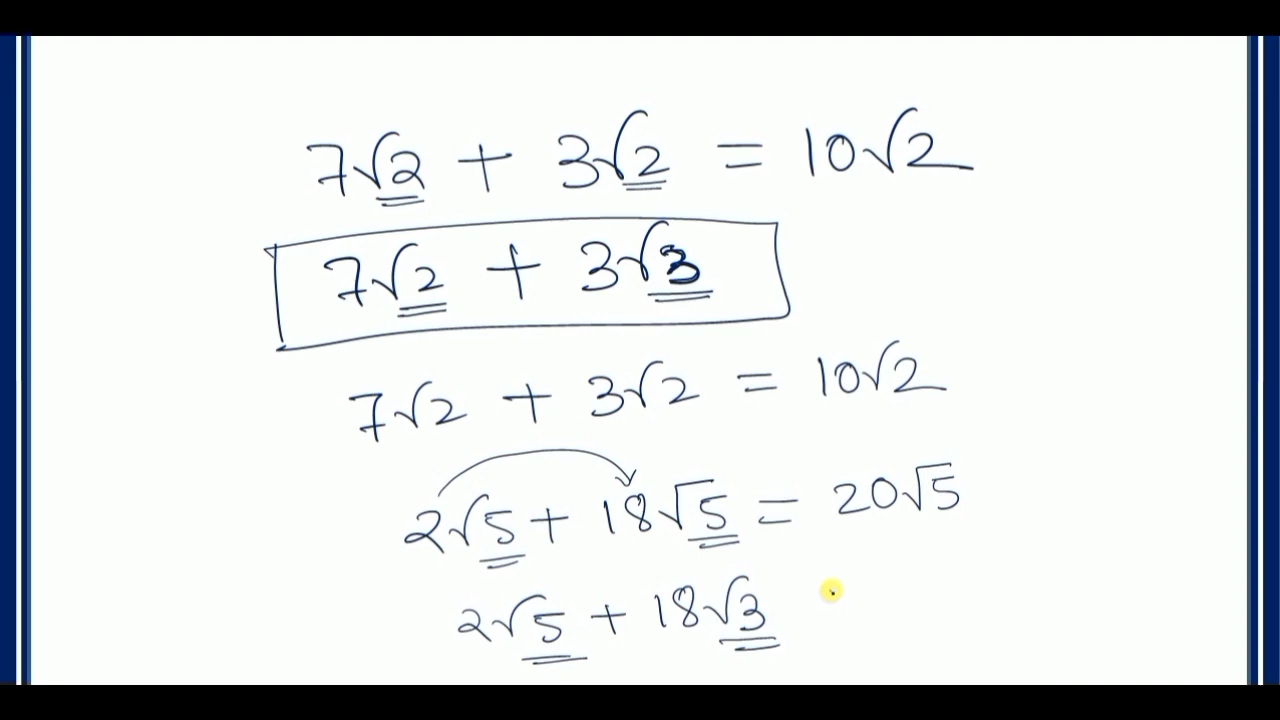 7√2 + 3√2 = 10√2
7√2 + 3√3
7√2 + 3√2 = 10√2
2√5 + 18√5 = 20√5
2√5 + 18√3